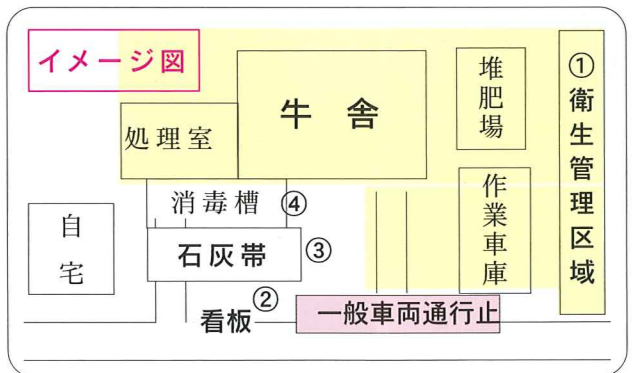 イメージ図
牛舎
堆肥場
①衛生管理区域
処理室
消毒槽 ④
作業車庫
自宅
石灰帯 ③
②
看板
一般車両通行止